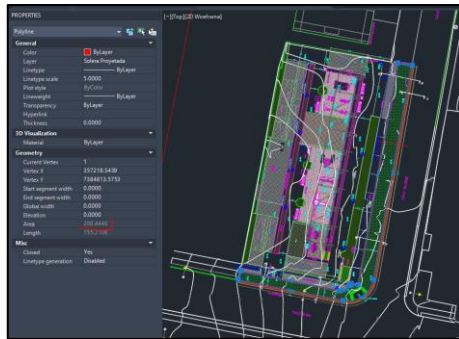 PROPERTIES
[-][Top][2D Wireframe]
Polyline
General
Color ByLayer
Layer Solera Proyetada
Linetype ByLayer
Linetype scale 5.0000
Plot style ByColor
Lineweight ByLayer
Transparency ByLayer
Hyperlink
Thickness 0.0000
3D Visualization
Material ByLayer
Geometry
Current Vertex 1
Vertex X 357218.5439
Vertex Y 7384813.5753
Start segment width 0.0000
End segment width 0.0000
Global width 0.0000
Elevation 0.0000
Area 200.4440
Length
Misc
Closed Yes
Linetype generation Disabled